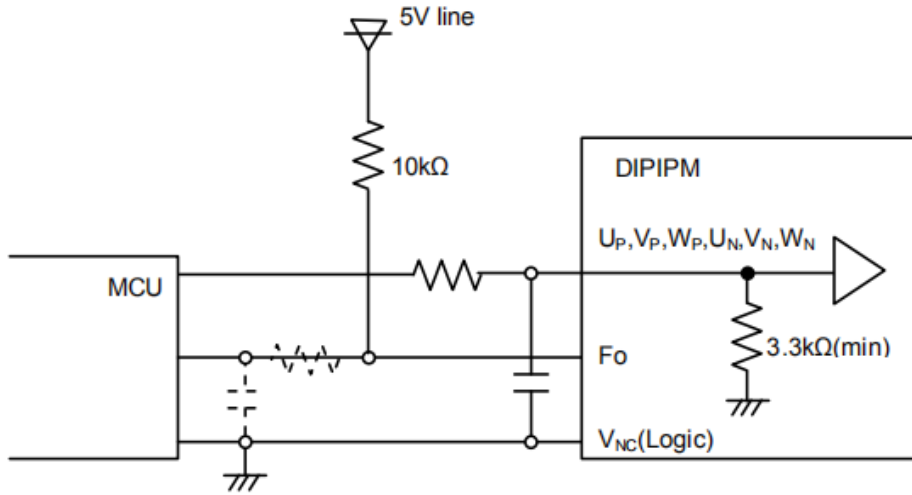 5V line
10kΩ
DIPIPM
UP,VP,WP,UN,VN,WN
MCU
3.3kΩ(min)
Fo
VNC(Logic)